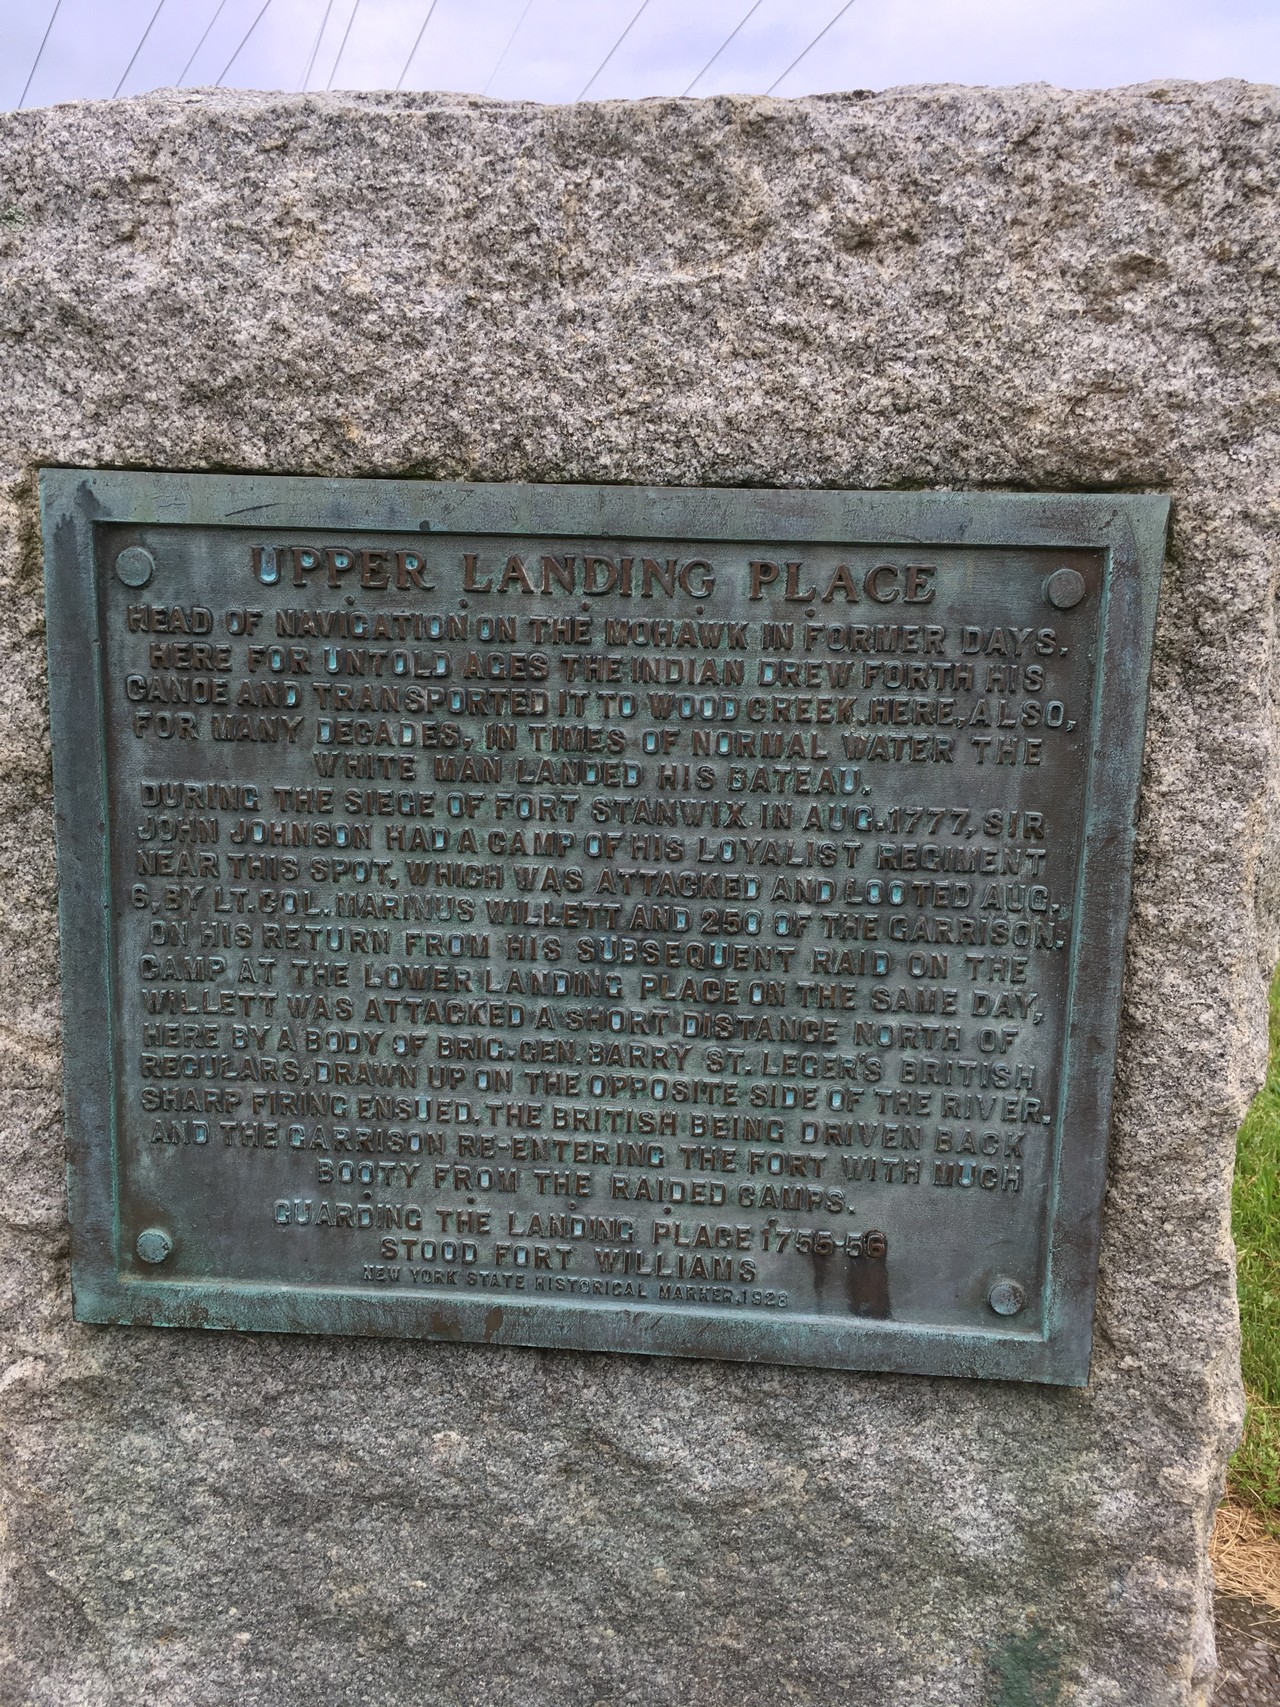 UPPER LANDING PLACE
HEAD OF NAVIGATION ON THE MOHAWK IN FORMER DAYS.
HERE FOR UNTOLD AGES THE INDIAN DREW FORTH HIS
CANOE AND TRANSPORTED IT TO WOOD CREEK. HERE, ALSO,
FOR MANY DECADES, IN TIMES OF NORMAL WATER THE
WHITE MAN LANDED HIS BATEAU.
DURING THE SIEGE OF FORT STANWIX IN AUG. 1777, SIR
JOHN JOHNSON HAD A CAMP OF HIS LOYALIST REGIMENT
NEAR THIS SPOT, WHICH WAS ATTACKED AND LOOTED AUG.
6, BY LT. COL. MARINUS WILLETT AND 250 OF THE GARRISON.
ON HIS RETURN FROM HIS SUBSEQUENT RAID ON THE
CAMP AT THE LOWER LANDING PLACE ON THE SAME DAY,
WILLETT WAS ATTACKED A SHORT DISTANCE NORTH OF
HERE BY A BODY OF BRIG. GEN. BARRY ST. LEGER'S BRITISH
REGULARS, DRAWN UP ON THE OPPOSITE SIDE OF THE RIVER.
SHARP FIRING ENSUED, THE BRITISH BEING DRIVEN BACK
AND THE GARRISON RE-ENTERING THE FORT WITH MUCH
BOOTY FROM THE RAIDED CAMPS.
GUARDING THE LANDING PLACE 1755-56
STOOD FORT WILLIAMS
NEW YORK STATE HISTORICAL MARKER, 1928